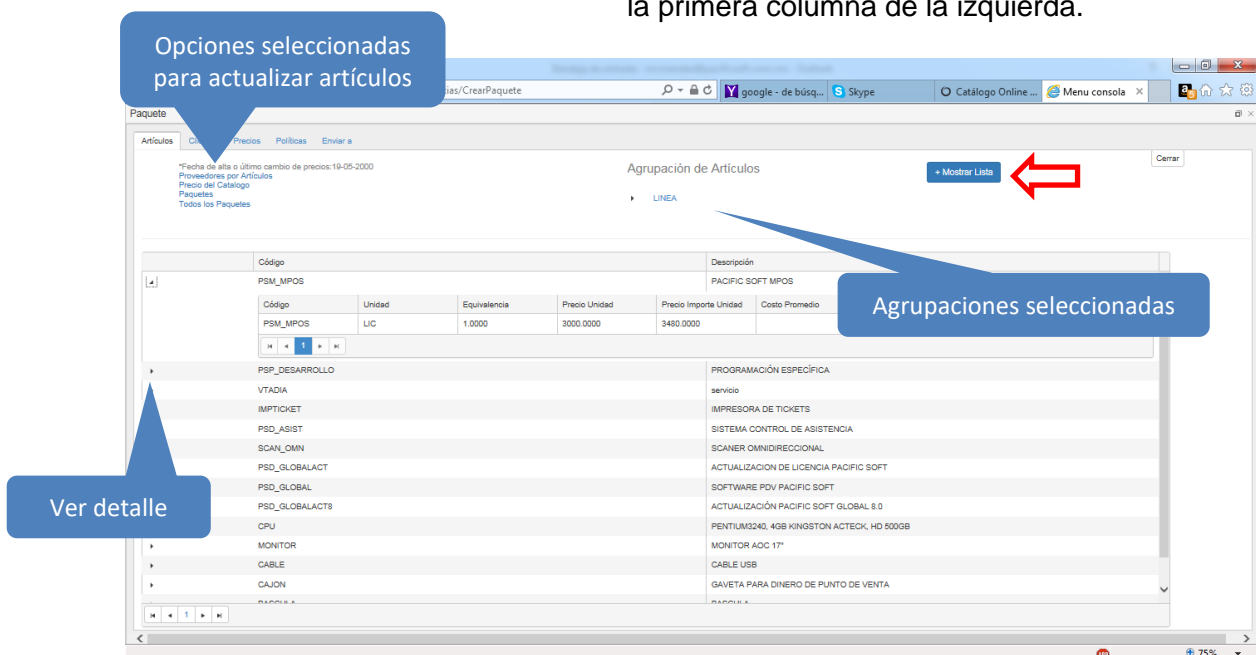 la primera columna de la izquierda.
Opciones seleccionadas
para actualizar artículos
ias/CrearPaquete
google - de búsq...
Skype
Catálogo Online ...
Menu consola
Paquete
Artículos
Precios
Políticas
Enviar a
Cerrar
*Fecha de alta o último cambio de precios:19-05-2000
Proveedores por Artículos
Precio del Catalogo
Paquetes
Todos los Paquetes
Agrupación de Artículos
+ Mostrar Lista
LINEA
Agrupaciones seleccionadas
Código Descripción
PSM_MPOS PACIFIC SOFT MPOS
Código Unidad Equivalencia Precio Unidad Precio Importe Unidad Costo Promedio
PSM_MPOS LIC 1.0000 3000.0000 3480.0000
1
PSP_DESARROLLO PROGRAMACIÓN ESPECÍFICA
VTADIA servicio
IMPTICKET IMPRESORA DE TICKETS
PSD_ASIST SISTEMA CONTROL DE ASISTENCIA
SCAN_OMN SCANER OMNIDIRECCIONAL
PSD_GLOBALACT ACTUALIZACION DE LICENCIA PACIFIC SOFT
PSD_GLOBAL SOFTWARE PDV PACIFIC SOFT
Ver detalle
PSD_GLOBALACT8 ACTUALIZACIÓN PACIFIC SOFT GLOBAL 8.0
CPU PENTIUM3240, 4GB KINGSTON ACTECK, HD 500GB
MONITOR MONITOR AOC 17"
CABLE CABLE USB
CAJON GAVETA PARA DINERO DE PUNTO DE VENTA
BASCULA BASCULA
1
75%